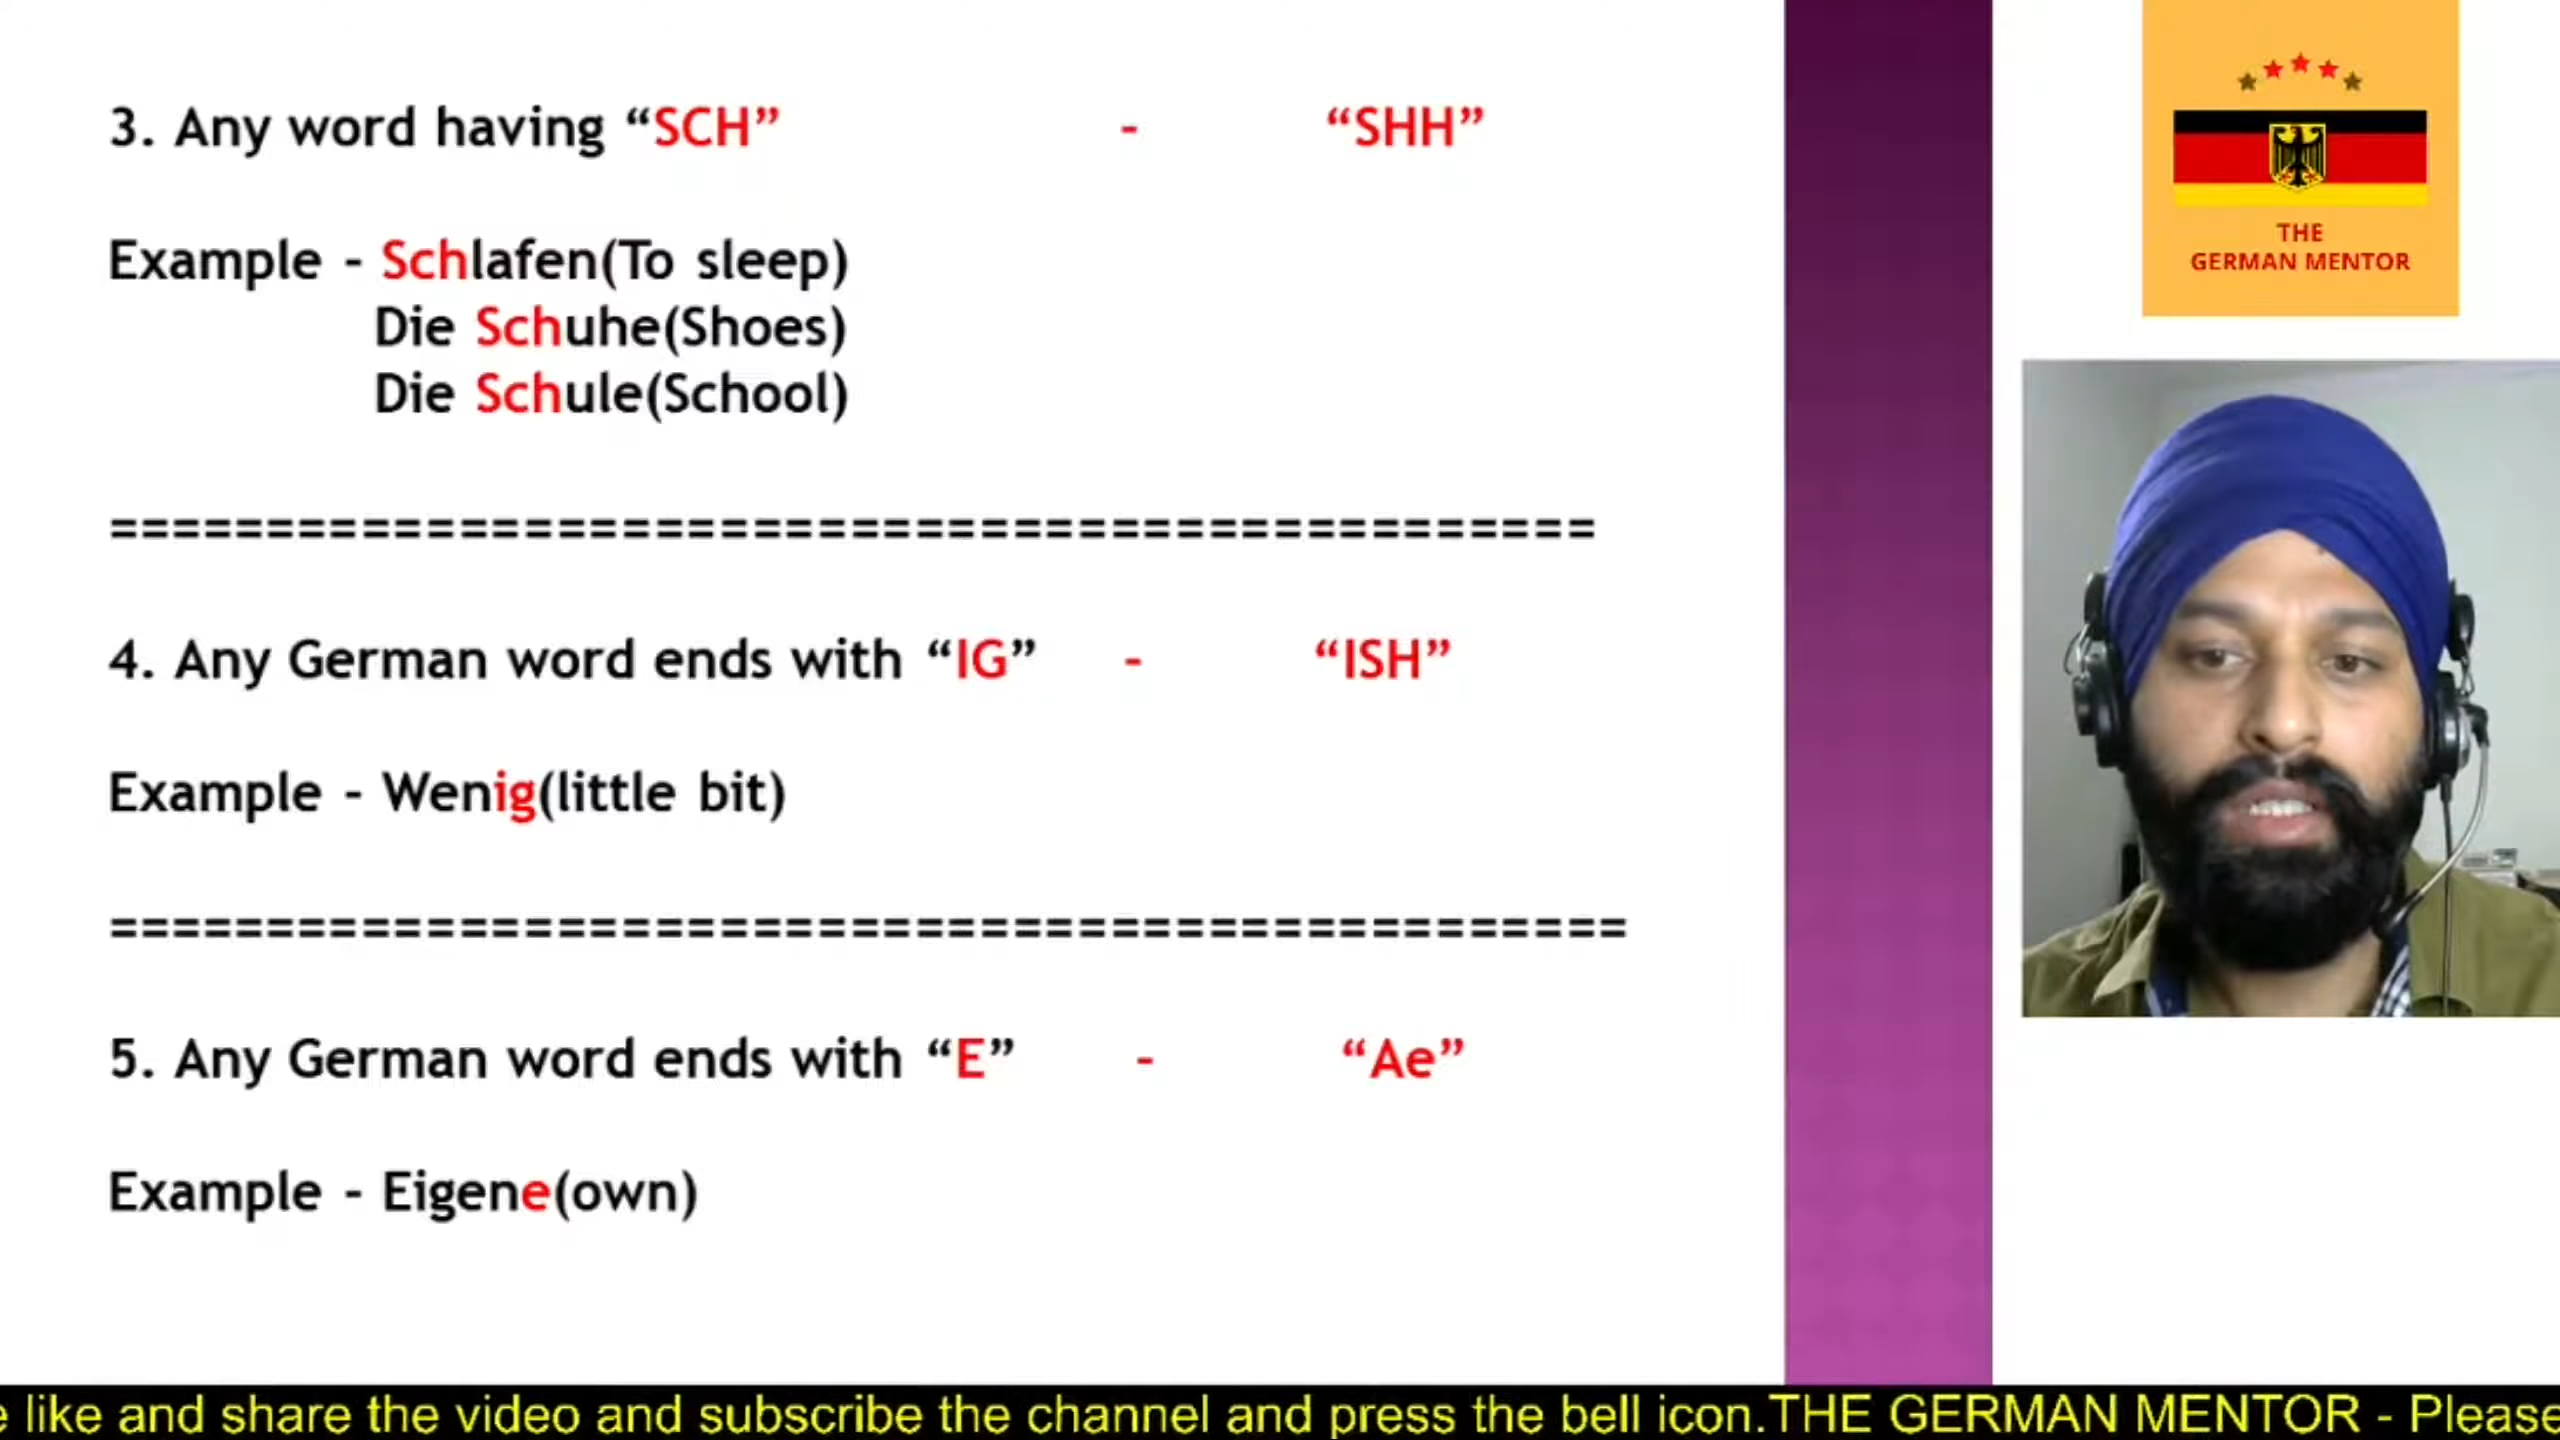 3. Any word having “SCH” - “SHH”
Example - Schlafen(To sleep)
Die Schuhe(Shoes)
Die Schule(School)
===============================================
4. Any German word ends with “IG” - “ISH”
Example - Wenig(little bit)
================================================
5. Any German word ends with “E” - “Ae”
Example - Eigene(own)
THE
GERMAN MENTOR
e like and share the video and subscribe the channel and press the bell icon.THE GERMAN MENTOR - Please